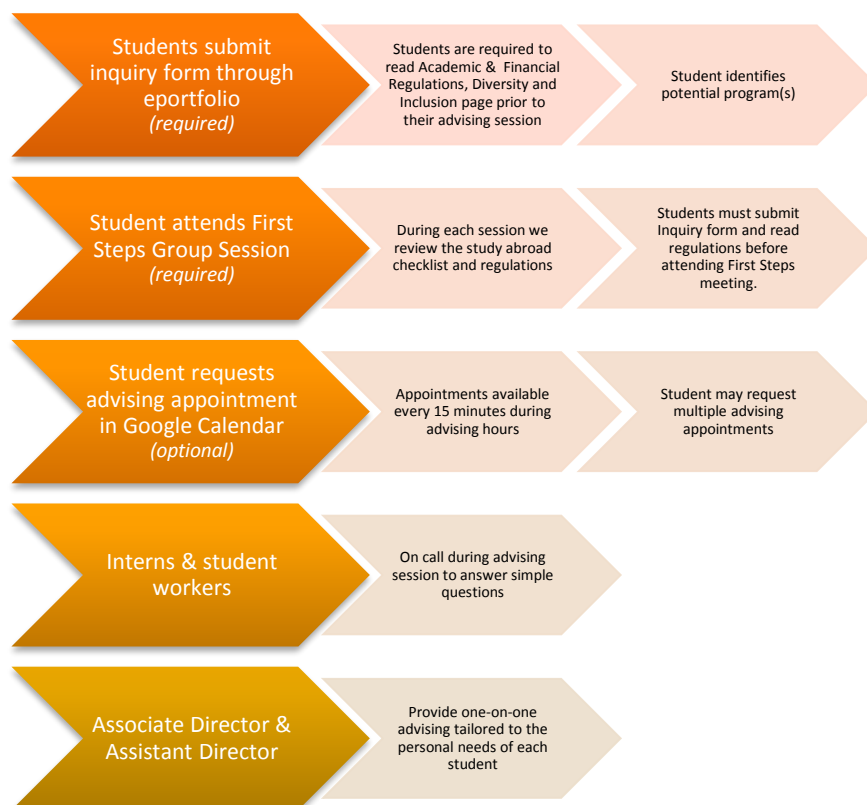 Students submit
inquiry form through
eportfolio
(required)
Students are required to
read Academic &  Financial
Regulations, Diversity and
Inclusion page prior to
their advising session
Student identifies
potential program(s)
Student attends First
Steps Group Session
(required)
During each session we
review the study abroad
checklist and regulations
Students must submit
Inquiry form and read
regulations before
attending First Steps
meeting.
Student requests
advising appointment
in Google Calendar
(optional)
Appointments available
every 15 minutes during
advising hours
Student may request
multiple advising
appointments
Interns & student
workers
On call during advising
session to answer simple
questions
Associate Director &
Assistant Director
Provide one-on-one
advising tailored to the
personal needs of each
student